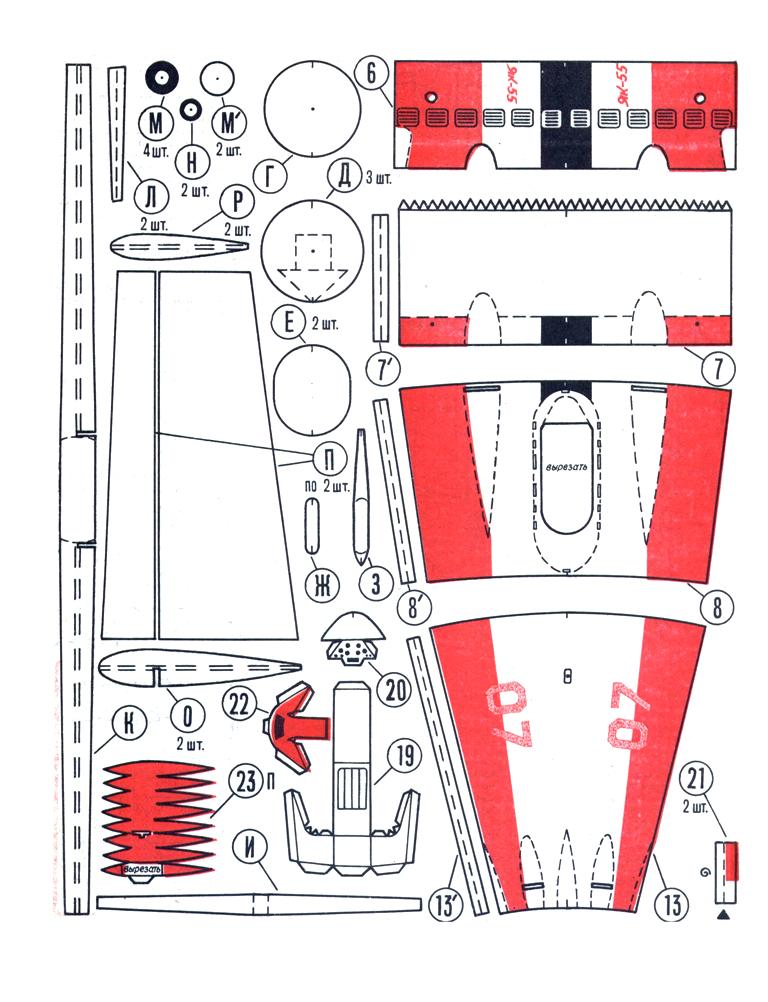 6
ЯК-55
ЯК-55
М
4 шт.
М′
2 шт.
Н
2 шт.
Г
Д 3 шт.
Л
2 шт.
Р
2 шт.
Е 2 шт.
7′
7
П
по 2 шт.
вырезать
Ж
З
8′
8
20
22
07
07
К
О
2 шт.
19
23 П
21
2 шт.
И
вырезать
13′
13